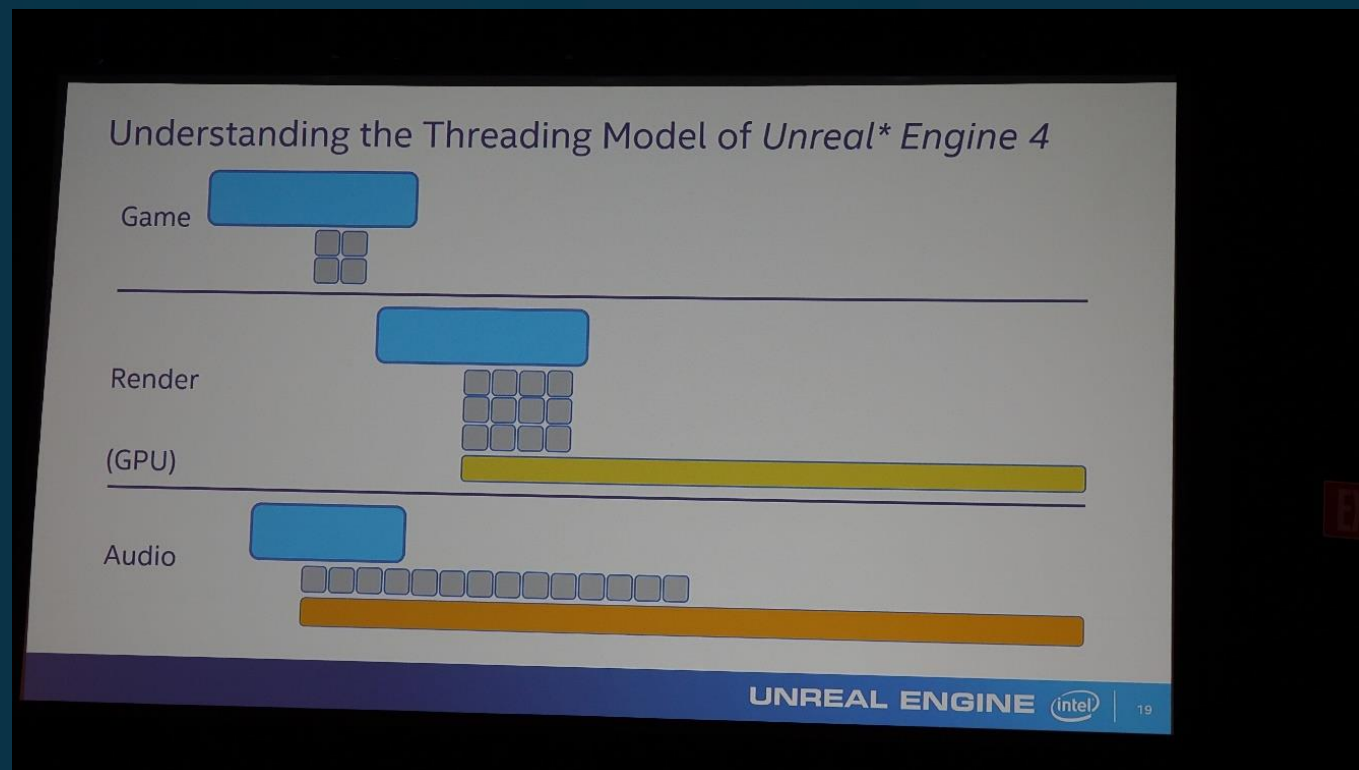 Understanding the Threading Model of Unreal* Engine 4
Game
Render
(GPU)
Audio
UNREAL ENGINE intel 19